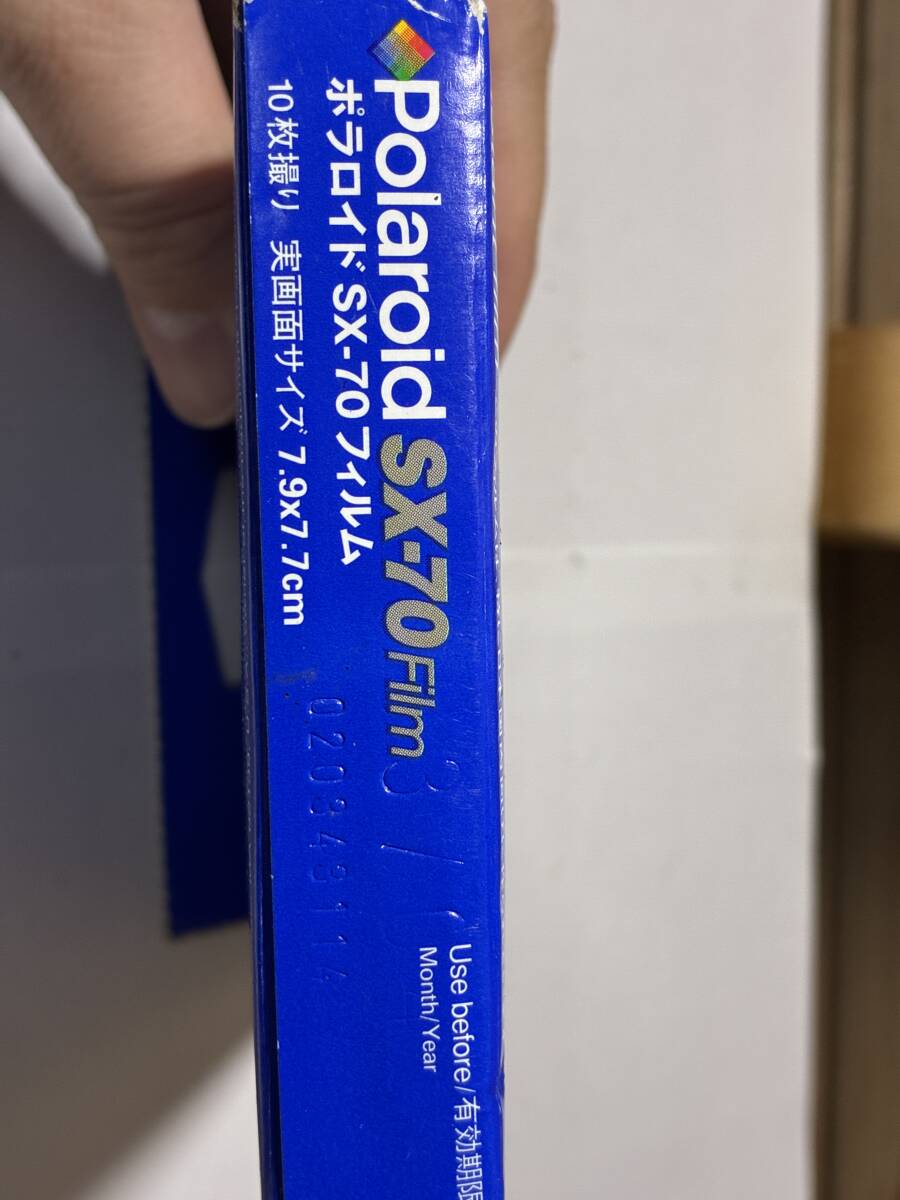 Polaroid SX-70 Film
ポラロイドSX-70フィルム
10枚撮り 実画面サイズ 7.9x7.7cm
3/
Use before/有効期限
Month/Year